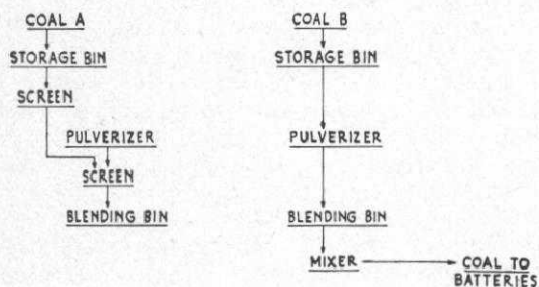 COAL A
STORAGE BIN
SCREEN
PULVERIZER
SCREEN
BLENDING BIN
COAL B
STORAGE BIN
PULVERIZER
BLENDING BIN
MIXER
COAL TO
BATTERIES